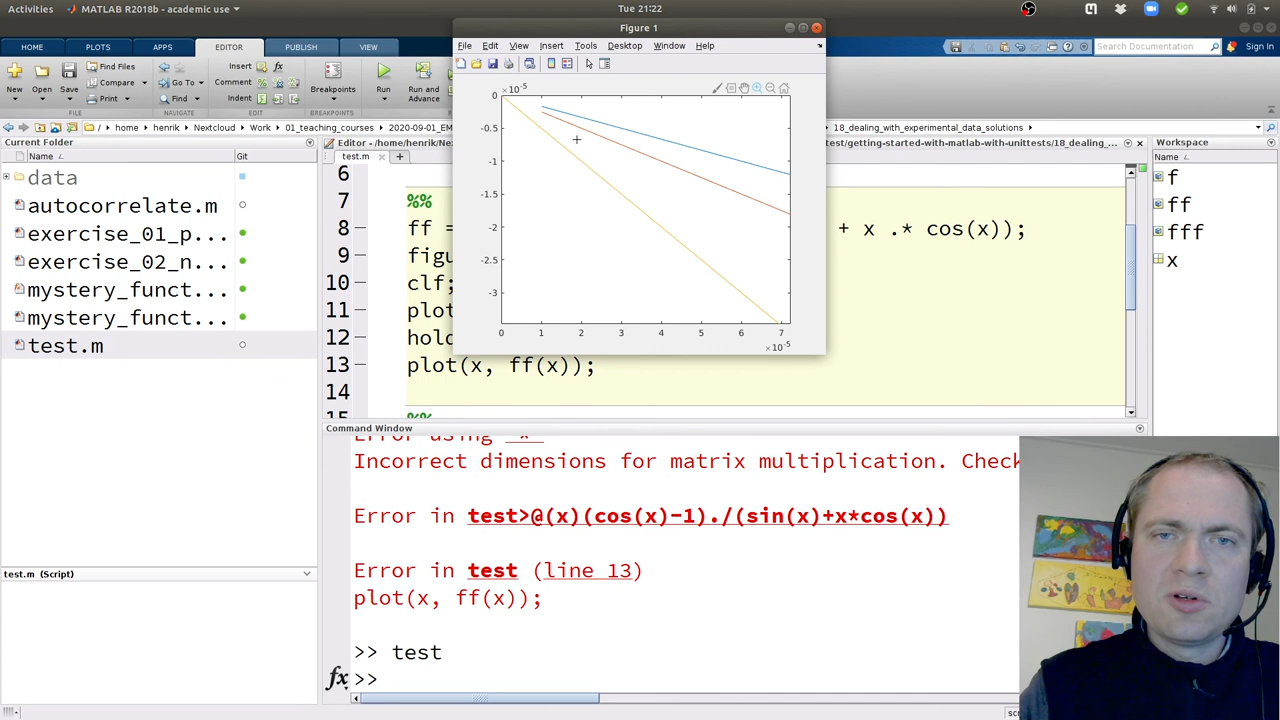 Activities
MATLAB R2018b - academic use
Tue 21:22
HOME
PLOTS
APPS
EDITOR
PUBLISH
VIEW
Search Documentation
Sign In
New
Open
Save
Find Files
Compare
Print
Go To
Find
Insert
Comment
Indent
Breakpoints
Run
Run and
Advance
FILE
NAVIGATE
/ home henrik Nextcloud Work 01_teaching_courses 2020-09-01_EM
18_dealing_with_experimental_data_solutions
Current Folder
Name
Git
data
autocorrelate.m
exercise_01_p...
exercise_02_n...
mystery_funct...
mystery_funct...
test.m
test.m (Script)
Editor - /home/henrik/Ne
test/getting-started-with-matlab-with-unittests/18_dealing_...
test.m
6
7 %%
8 ff =
+ x .* cos(x));
9 figu
10 clf;
11 plot
12 hold
13 plot(x, ff(x));
14
15 %%
Figure 1
File Edit View Insert Tools Desktop Window Help
×10-5
0
-0.5
-1
-1.5
-2
-2.5
-3
0 1 2 3 4 5 6 7
×10-5
Workspace
Name
f
ff
fff
x
Command Window
Error using *
Incorrect dimensions for matrix multiplication. Check
Error in test>@(x)(cos(x)-1)./(sin(x)+x*cos(x))
Error in test (line 13)
plot(x, ff(x));
>> test
fx >>